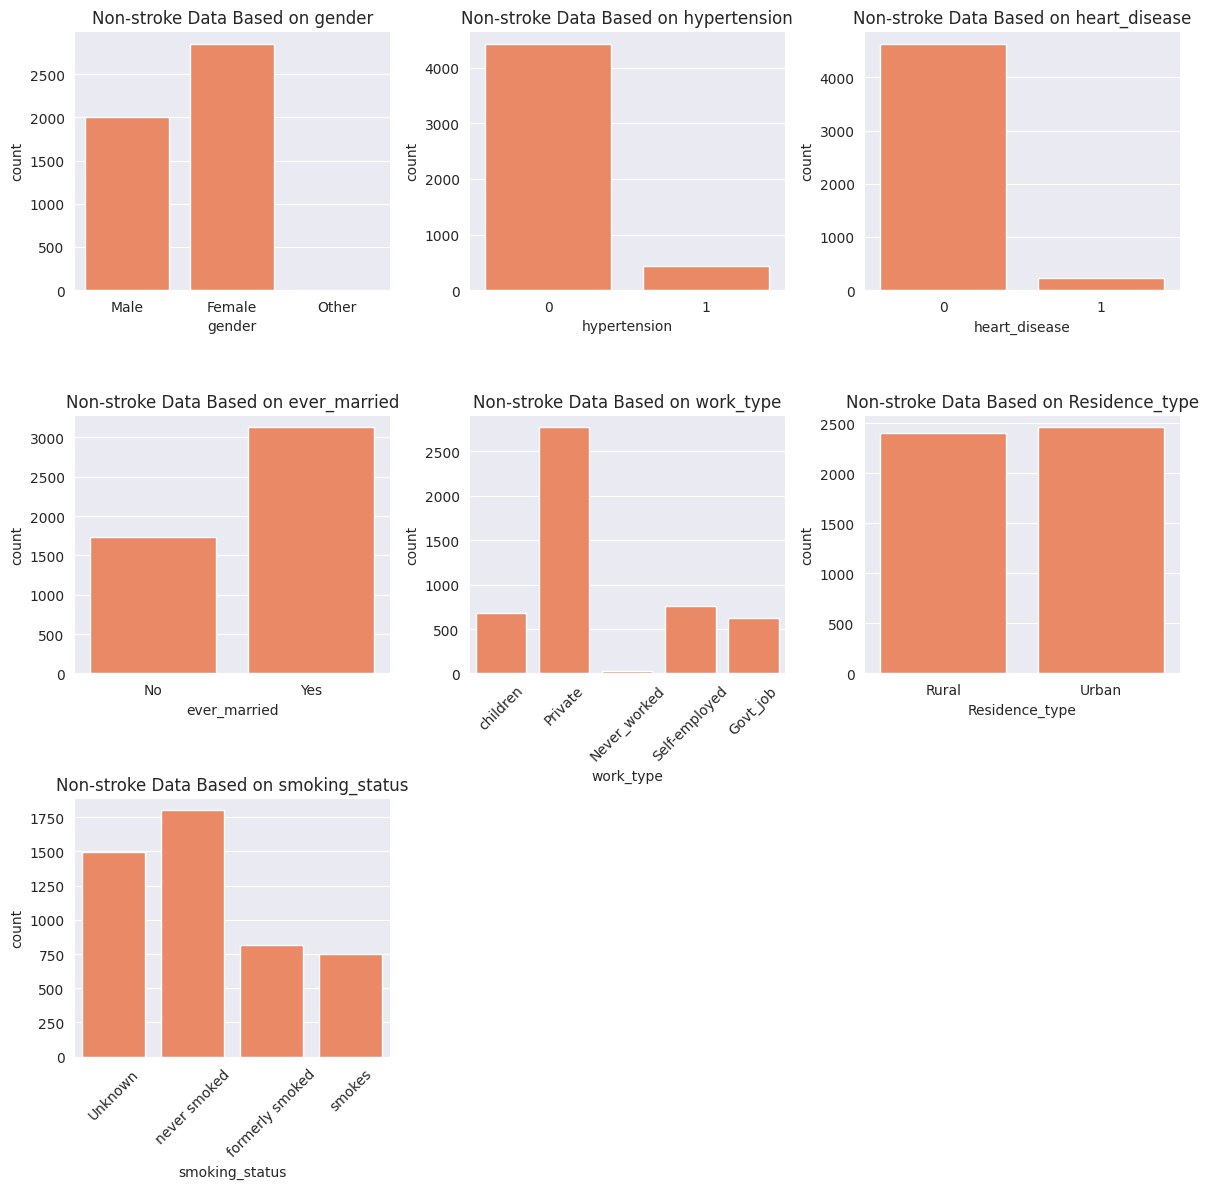 Non-stroke Data Based on gender
2500
2000
1500
1000
500
0
count
Male Female Other
gender
Non-stroke Data Based on hypertension
4000
3000
2000
1000
0
count
0 1
hypertension
Non-stroke Data Based on heart_disease
4000
3000
2000
1000
0
count
0 1
heart_disease
Non-stroke Data Based on ever_married
3000
2500
2000
1500
1000
500
0
count
No Yes
ever_married
Non-stroke Data Based on work_type
2500
2000
1500
1000
500
0
count
children
Private
Never_worked
Self-employed
Govt_job
work_type
Non-stroke Data Based on Residence_type
2500
2000
1500
1000
500
0
count
Rural Urban
Residence_type
Non-stroke Data Based on smoking_status
1750
1500
1250
1000
750
500
250
0
count
Unknown
never smoked
formerly smoked
smokes
smoking_status